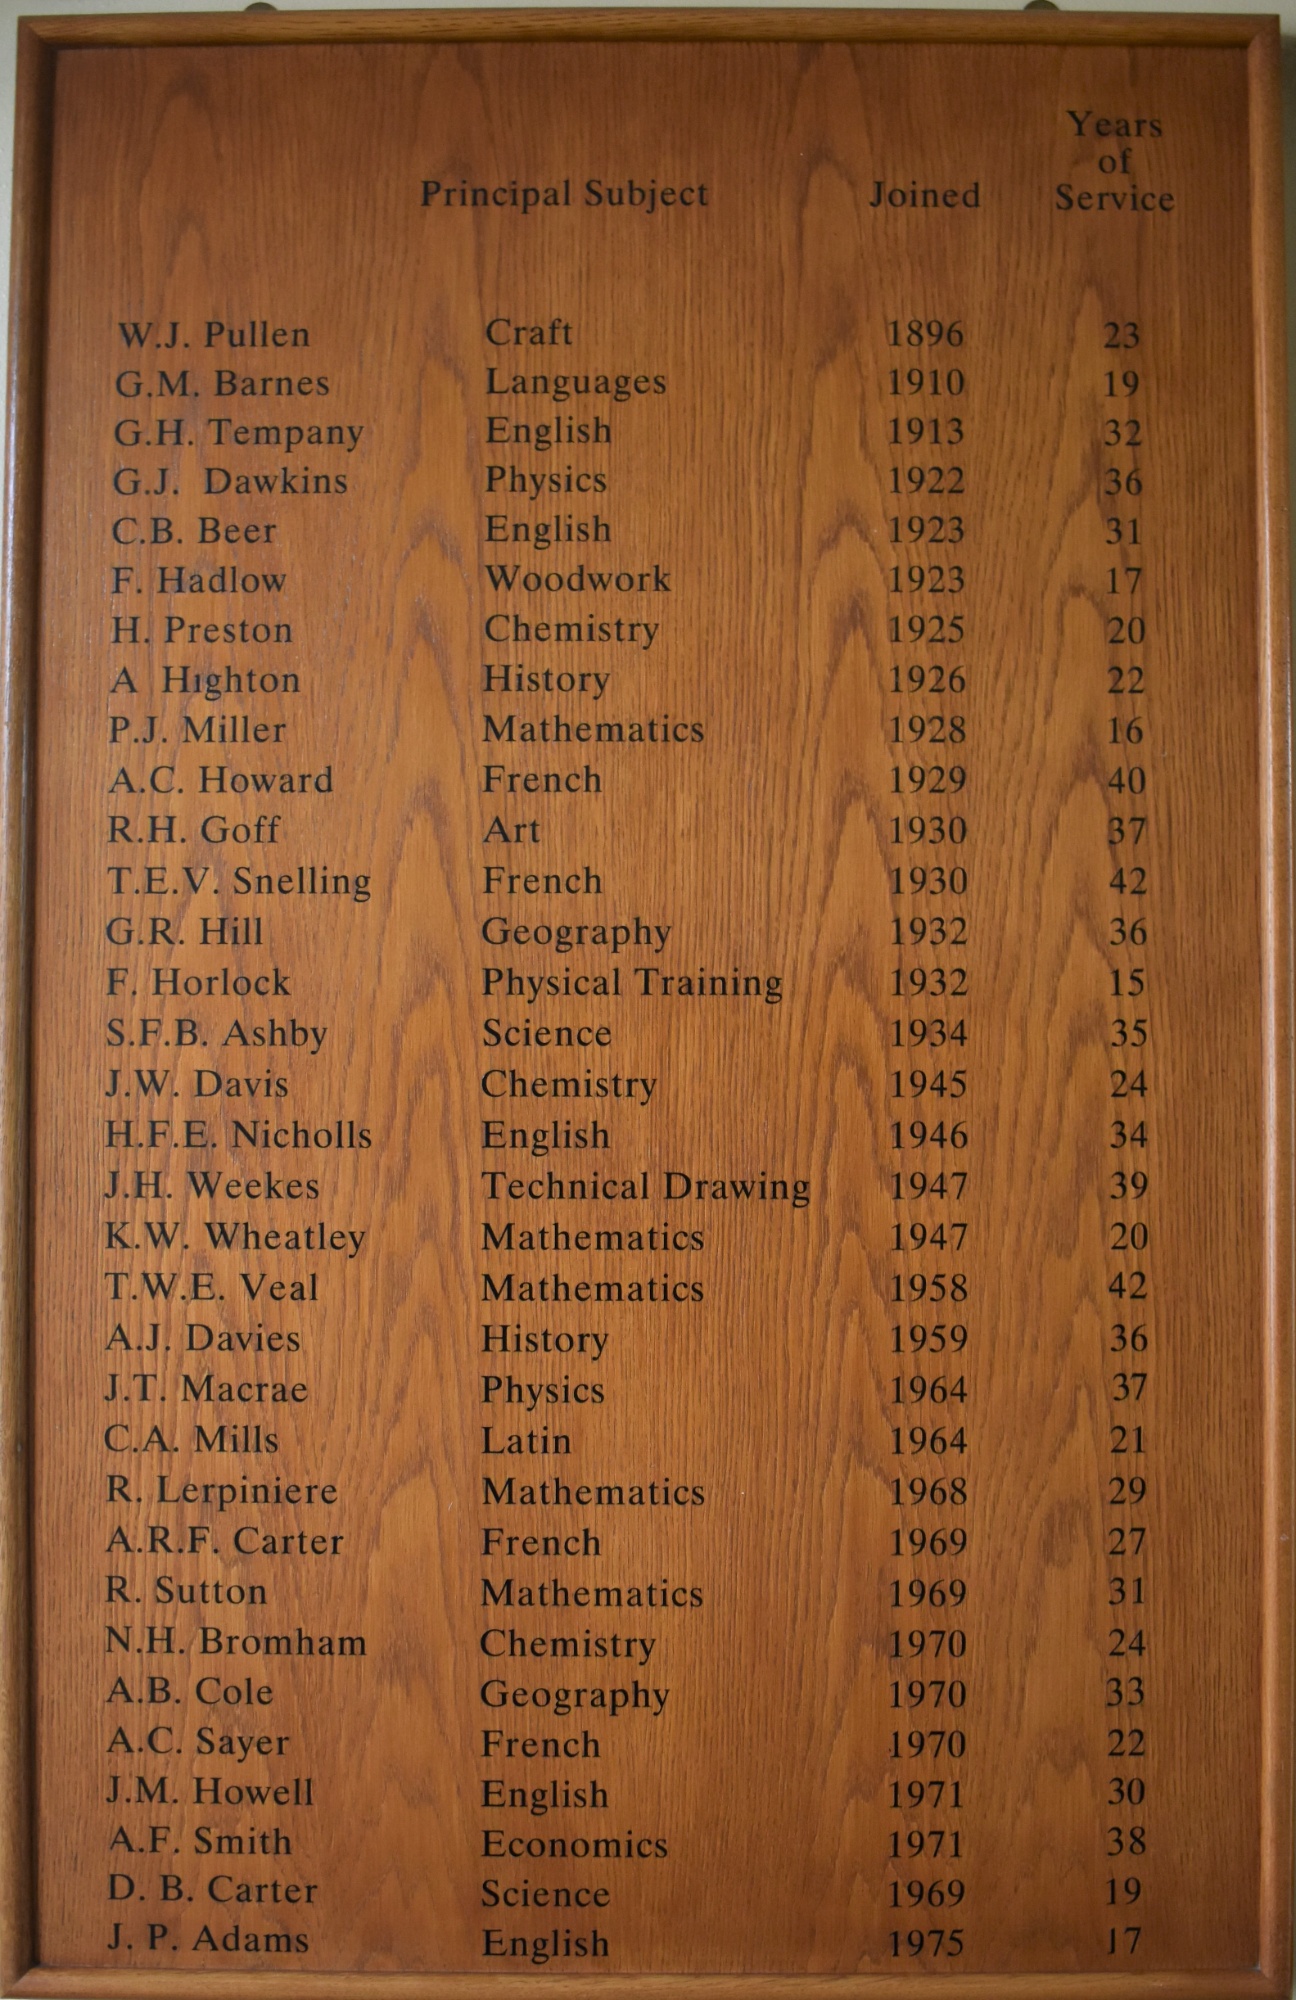 Years
of
Principal Subject Joined Service
W.J. Pullen Craft 1896 23
G.M. Barnes Languages 1910 19
G.H. Tempany English 1913 32
G.J. Dawkins Physics 1922 36
C.B. Beer English 1923 31
F. Hadlow Woodwork 1923 17
H. Preston Chemistry 1925 20
A Highton History 1926 22
P.J. Miller Mathematics 1928 16
A.C. Howard French 1929 40
R.H. Goff Art 1930 37
T.E.V. Snelling French 1930 42
G.R. Hill Geography 1932 36
F. Horlock Physical Training 1932 15
S.F.B. Ashby Science 1934 35
J.W. Davis Chemistry 1945 24
H.F.E. Nicholls English 1946 34
J.H. Weekes Technical Drawing 1947 39
K.W. Wheatley Mathematics 1947 20
T.W.E. Veal Mathematics 1958 42
A.J. Davies History 1959 36
J.T. Macrae Physics 1964 37
C.A. Mills Latin 1964 21
R. Lerpiniere Mathematics 1968 29
A.R.F. Carter French 1969 27
R. Sutton Mathematics 1969 31
N.H. Bromham Chemistry 1970 24
A.B. Cole Geography 1970 33
A.C. Sayer French 1970 22
J.M. Howell English 1971 30
A.F. Smith Economics 1971 38
D. B. Carter Science 1969 19
J. P. Adams English 1975 17